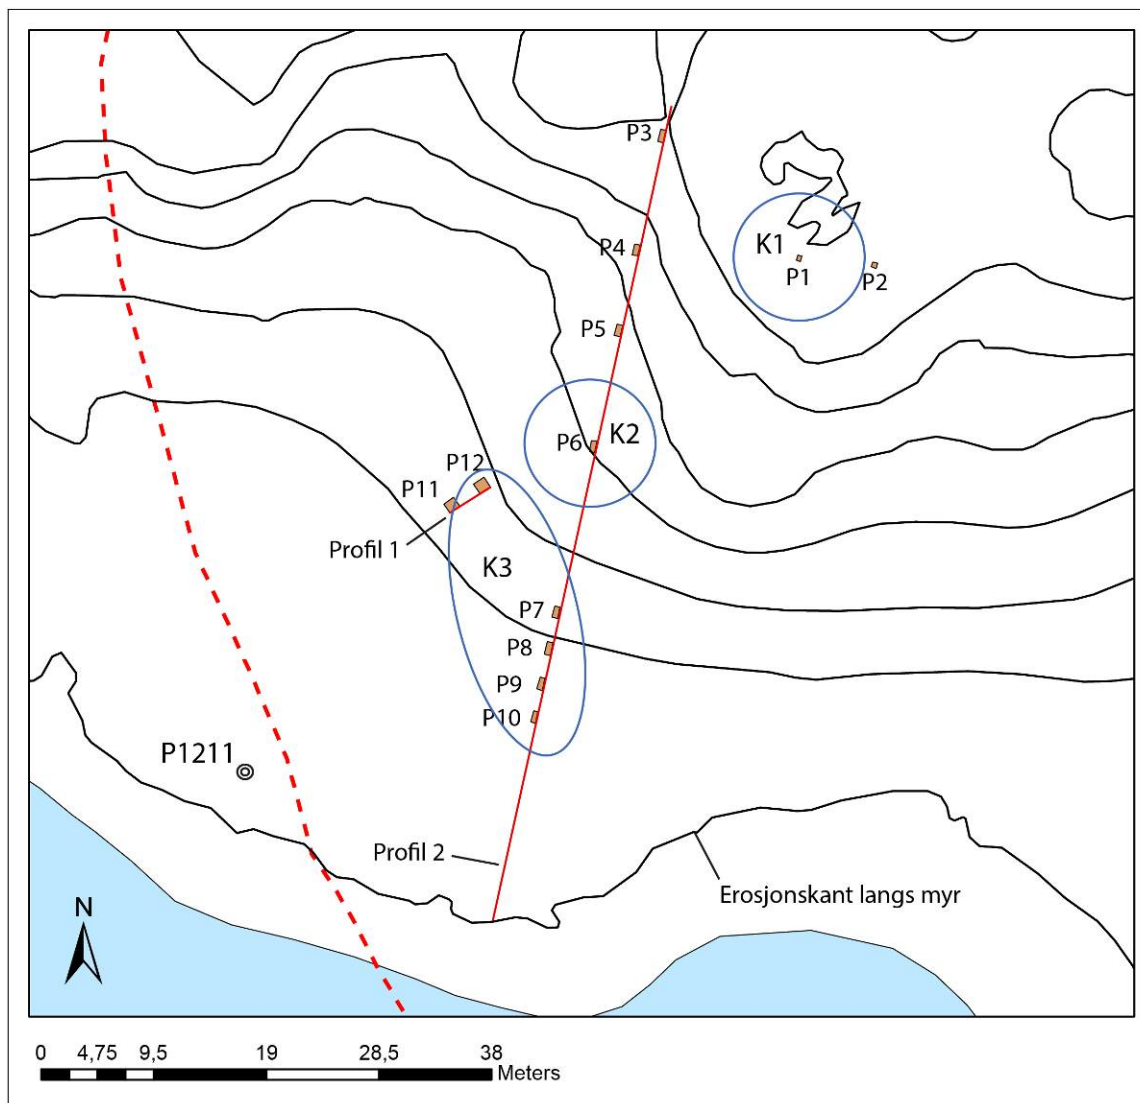 P3
P4
K1
P1
P2
P5
P6
K2
P12
P11
Profil 1
K3
P7
P8
P9
P10
P1211
Profil 2
Erosjonskant langs myr
N
0 4,75 9,5 19 28,5 38
Meters